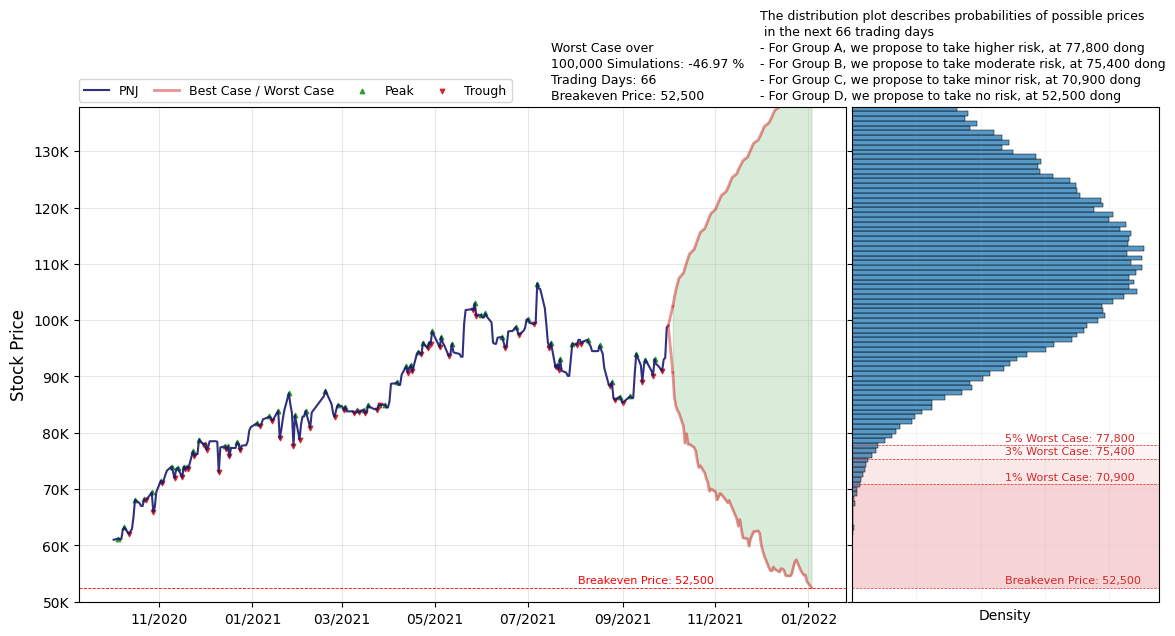 The distribution plot describes probabilities of possible prices
in the next 66 trading days
- For Group A, we propose to take higher risk, at 77,800 dong
- For Group B, we propose to take moderate risk, at 75,400 dong
- For Group C, we propose to take minor risk, at 70,900 dong
- For Group D, we propose to take no risk, at 52,500 dong
Worst Case over
100,000 Simulations: -46.97 %
Trading Days: 66
Breakeven Price: 52,500
PNJ
Best Case / Worst Case
Peak
Trough
Stock Price
130K
120K
110K
100K
90K
80K
70K
60K
50K
Breakeven Price: 52,500
11/2020
01/2021
03/2021
05/2021
07/2021
09/2021
11/2021
01/2022
5% Worst Case: 77,800
3% Worst Case: 75,400
1% Worst Case: 70,900
Breakeven Price: 52,500
Density